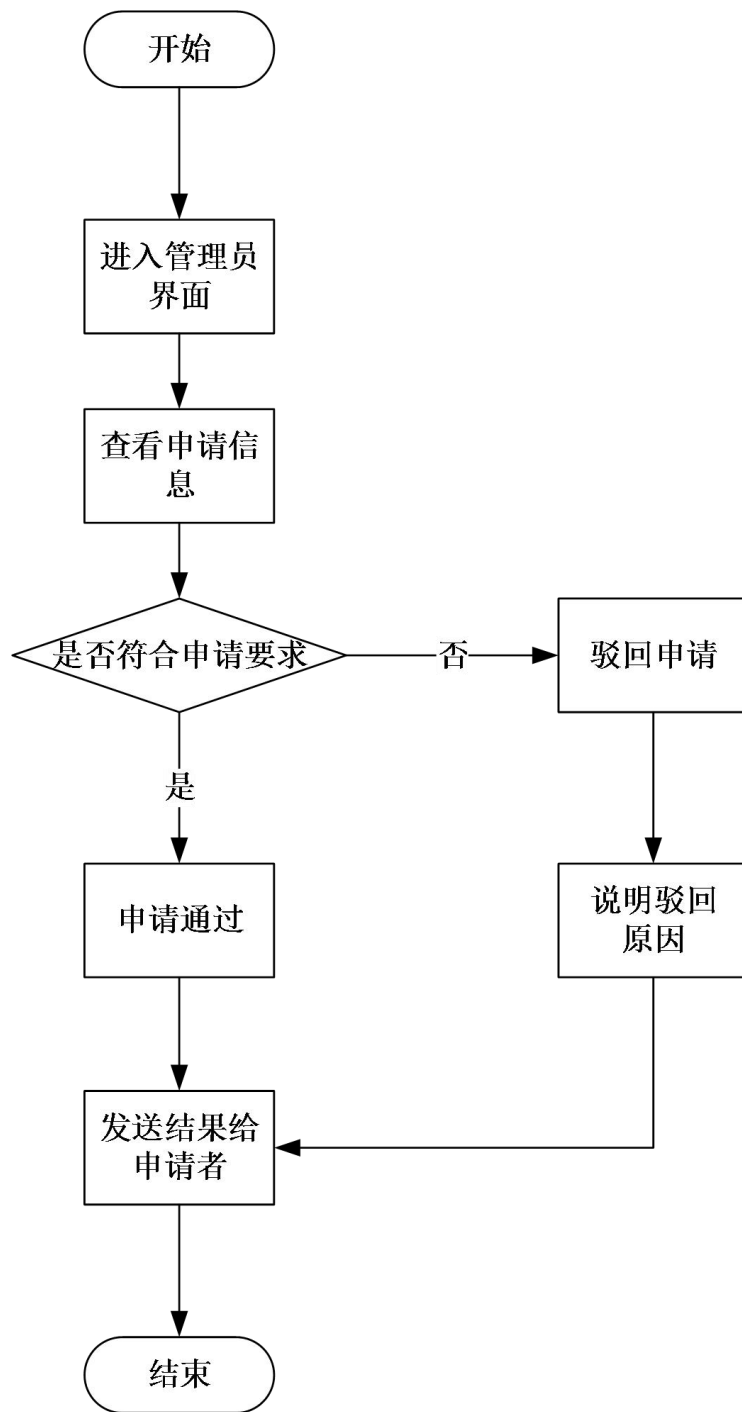 开始
进入管理员
界面
查看申请信
息
是否符合申请要求
否
驳回申请
是
申请通过
说明驳回
原因
发送结果给
申请者
结束